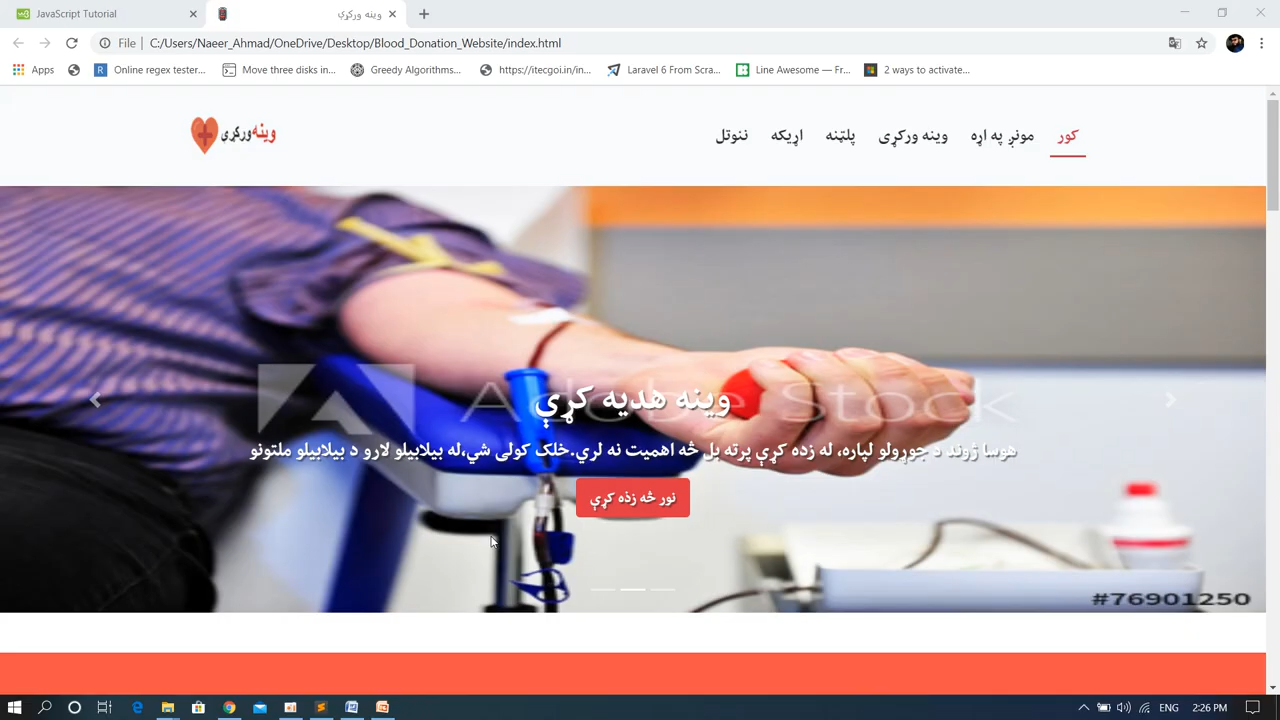 JavaScript Tutorial
وينه ورکړې
File
C:/Users/Naeer_Ahmad/OneDrive/Desktop/Blood_Donation_Website/index.html
Apps
Online regex tester...
Move three disks in...
Greedy Algorithms...
https://itecgoi.in/in...
Laravel 6 From Scra...
Line Awesome — Fr...
2 ways to activate...
وینه ورکړې
کور
مونږ په اړه
وینه ورکړی
پلټنه
اړیکه
ننوتل
Adobe Stock
وینه هدیه کړې
هوسا ژوند د جوړولو لپاره، له زده کړې پرته بل څه اهمیت نه لري.خلک کولی شي،له بیلابیلو لارو د بیلابیلو ملتونو
نور څه زده کړې
#76901250
ENG
2:26 PM